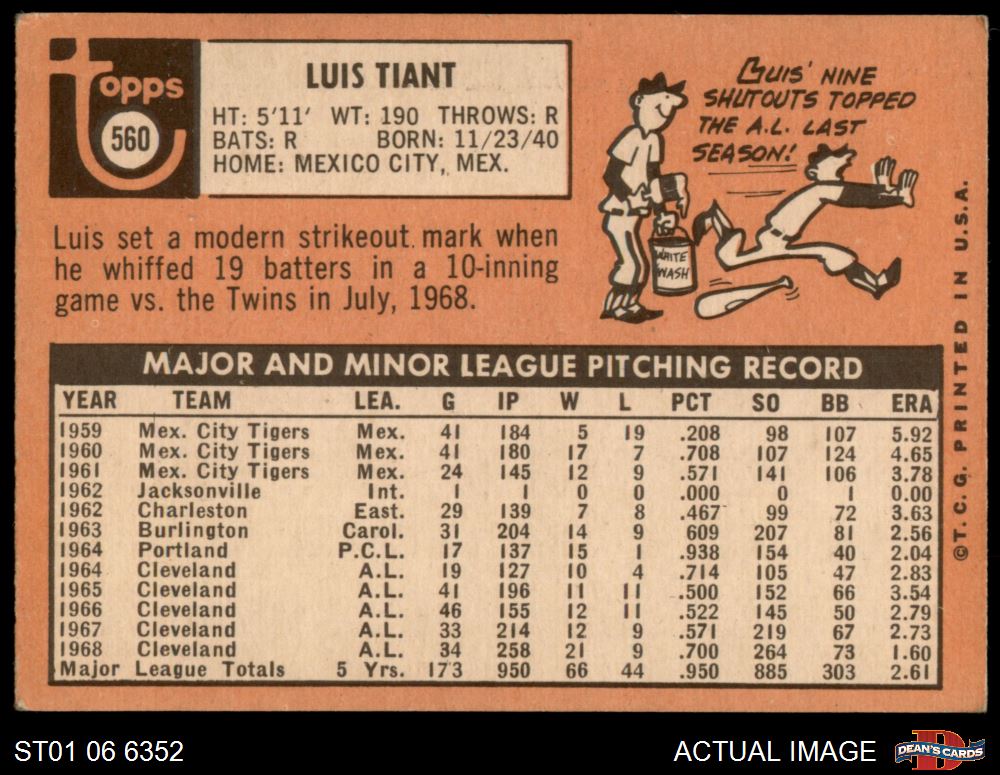 topps
560
LUIS TIANT
HT: 5'11' WT: 190 THROWS: R
BATS: R BORN: 11/23/40
HOME: MEXICO CITY, MEX.
LUIS' NINE
SHUTOUTS TOPPED
THE A.L. LAST
SEASON!
WHITE
WASH
Luis set a modern strikeout mark when
he whiffed 19 batters in a 10-inning
game vs. the Twins in July, 1968.
MAJOR AND MINOR LEAGUE PITCHING RECORD
YEAR TEAM LEA. G IP W L PCT SO BB ERA
1959 Mex. City Tigers Mex. 41 184 5 19 .208 98 107 5.92
1960 Mex. City Tigers Mex. 41 180 17 7 .708 107 124 4.65
1961 Mex. City Tigers Mex. 24 145 12 9 .571 141 106 3.78
1962 Jacksonville Int. 1 1 0 0 .000 0 1 0.00
1962 Charleston East. 29 139 7 8 .467 99 72 3.63
1963 Burlington Carol. 31 204 14 9 609 207 81 2.56
1964 Portland P.C.L. 17 137 15 1 .938 154 40 2.04
1964 Cleveland A.L. 19 127 10 4 .714 105 47 2.83
1965 Cleveland A.L. 41 196 11 11 .500 152 66 3.54
1966 Cleveland A.L. 46 155 12 11 .522 145 50 2.79
1967 Cleveland A.L. 33 214 12 9 .571 219 67 2.73
1968 Cleveland A.L. 34 258 21 9 .700 264 73 1.60
Major League Totals 5 Yrs. 173 950 66 44 .950 885 303 2.61
©T.C.G. PRINTED IN U.S.A.
ST01 06 6352
ACTUAL IMAGE
D
DEAN'S CARDS